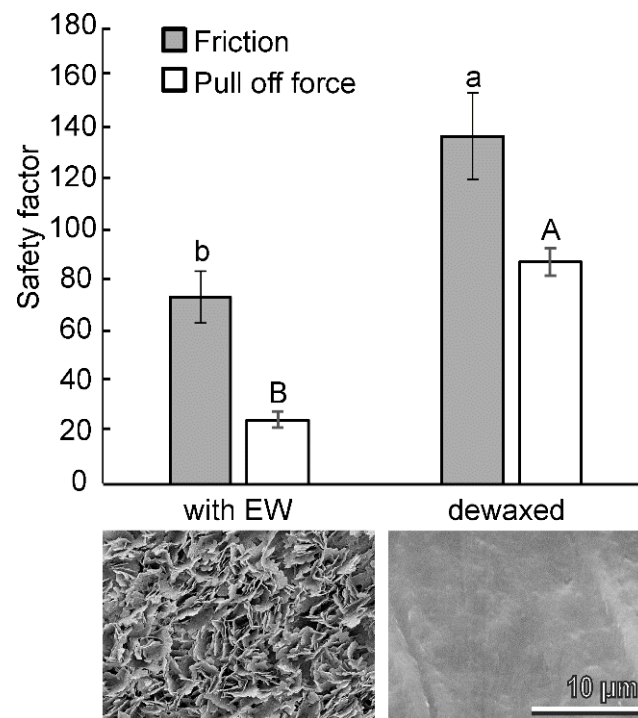 180
160
140
120
100
80
60
40
20
0
Safety factor
Friction
Pull off force
b
B
a
A
with EW
dewaxed
10 µm